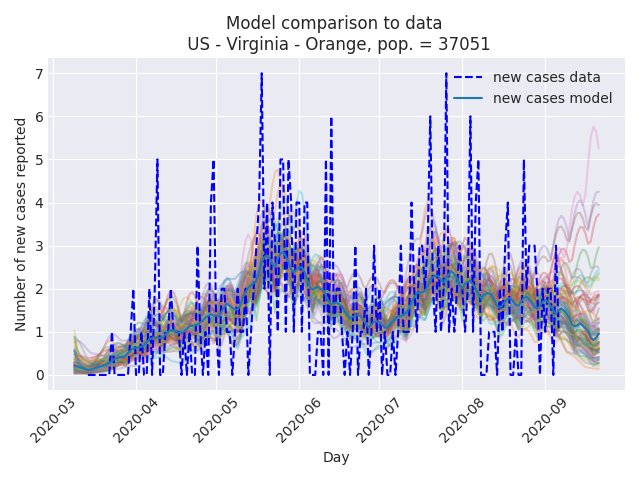 Model comparison to data
US - Virginia - Orange, pop. = 37051
new cases data
new cases model
Number of new cases reported
7
6
5
4
3
2
1
0
2020-03
2020-04
2020-05
2020-06
2020-07
2020-08
2020-09
Day